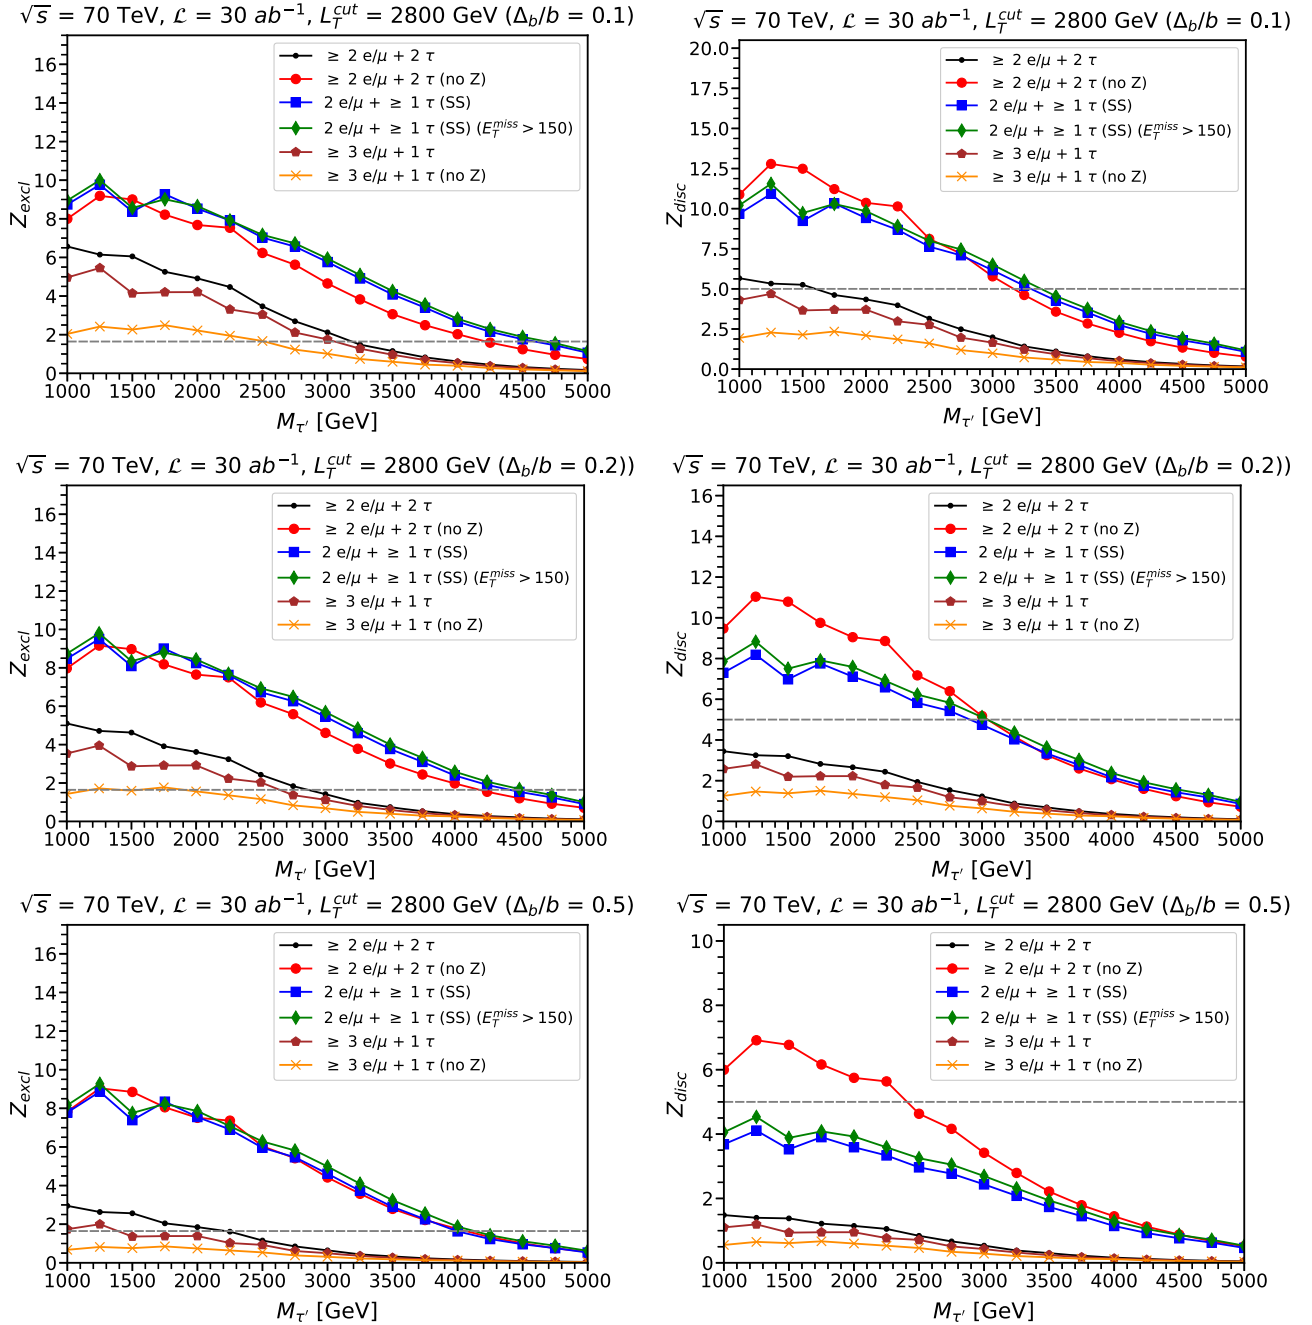 √s = 70 TeV, ℒ = 30 ab⁻¹, L_T^cut = 2800 GeV (Δ_b/b = 0.1)
Z_excl
16
14
12
10
8
6
4
2
0
≥ 2 e/μ + 2 τ
≥ 2 e/μ + 2 τ (no Z)
2 e/μ + ≥ 1 τ (SS)
2 e/μ + ≥ 1 τ (SS) (E_T^miss > 150)
≥ 3 e/μ + 1 τ
≥ 3 e/μ + 1 τ (no Z)
1000 1500 2000 2500 3000 3500 4000 4500 5000
M_τ′ [GeV]
√s = 70 TeV, ℒ = 30 ab⁻¹, L_T^cut = 2800 GeV (Δ_b/b = 0.1)
Z_disc
20.0
17.5
15.0
12.5
10.0
7.5
5.0
2.5
0.0
≥ 2 e/μ + 2 τ
≥ 2 e/μ + 2 τ (no Z)
2 e/μ + ≥ 1 τ (SS)
2 e/μ + ≥ 1 τ (SS) (E_T^miss > 150)
≥ 3 e/μ + 1 τ
≥ 3 e/μ + 1 τ (no Z)
1000 1500 2000 2500 3000 3500 4000 4500 5000
M_τ′ [GeV]
√s = 70 TeV, ℒ = 30 ab⁻¹, L_T^cut = 2800 GeV (Δ_b/b = 0.2))
Z_excl
16
14
12
10
8
6
4
2
0
≥ 2 e/μ + 2 τ
≥ 2 e/μ + 2 τ (no Z)
2 e/μ + ≥ 1 τ (SS)
2 e/μ + ≥ 1 τ (SS) (E_T^miss > 150)
≥ 3 e/μ + 1 τ
≥ 3 e/μ + 1 τ (no Z)
1000 1500 2000 2500 3000 3500 4000 4500 5000
M_τ′ [GeV]
√s = 70 TeV, ℒ = 30 ab⁻¹, L_T^cut = 2800 GeV (Δ_b/b = 0.2))
Z_disc
16
14
12
10
8
6
4
2
0
≥ 2 e/μ + 2 τ
≥ 2 e/μ + 2 τ (no Z)
2 e/μ + ≥ 1 τ (SS)
2 e/μ + ≥ 1 τ (SS) (E_T^miss > 150)
≥ 3 e/μ + 1 τ
≥ 3 e/μ + 1 τ (no Z)
1000 1500 2000 2500 3000 3500 4000 4500 5000
M_τ′ [GeV]
√s = 70 TeV, ℒ = 30 ab⁻¹, L_T^cut = 2800 GeV (Δ_b/b = 0.5)
Z_excl
16
14
12
10
8
6
4
2
0
≥ 2 e/μ + 2 τ
≥ 2 e/μ + 2 τ (no Z)
2 e/μ + ≥ 1 τ (SS)
2 e/μ + ≥ 1 τ (SS) (E_T^miss > 150)
≥ 3 e/μ + 1 τ
≥ 3 e/μ + 1 τ (no Z)
1000 1500 2000 2500 3000 3500 4000 4500 5000
M_τ′ [GeV]
√s = 70 TeV, ℒ = 30 ab⁻¹, L_T^cut = 2800 GeV (Δ_b/b = 0.5)
Z_disc
10
8
6
4
2
0
≥ 2 e/μ + 2 τ
≥ 2 e/μ + 2 τ (no Z)
2 e/μ + ≥ 1 τ (SS)
2 e/μ + ≥ 1 τ (SS) (E_T^miss > 150)
≥ 3 e/μ + 1 τ
≥ 3 e/μ + 1 τ (no Z)
1000 1500 2000 2500 3000 3500 4000 4500 5000
M_τ′ [GeV]